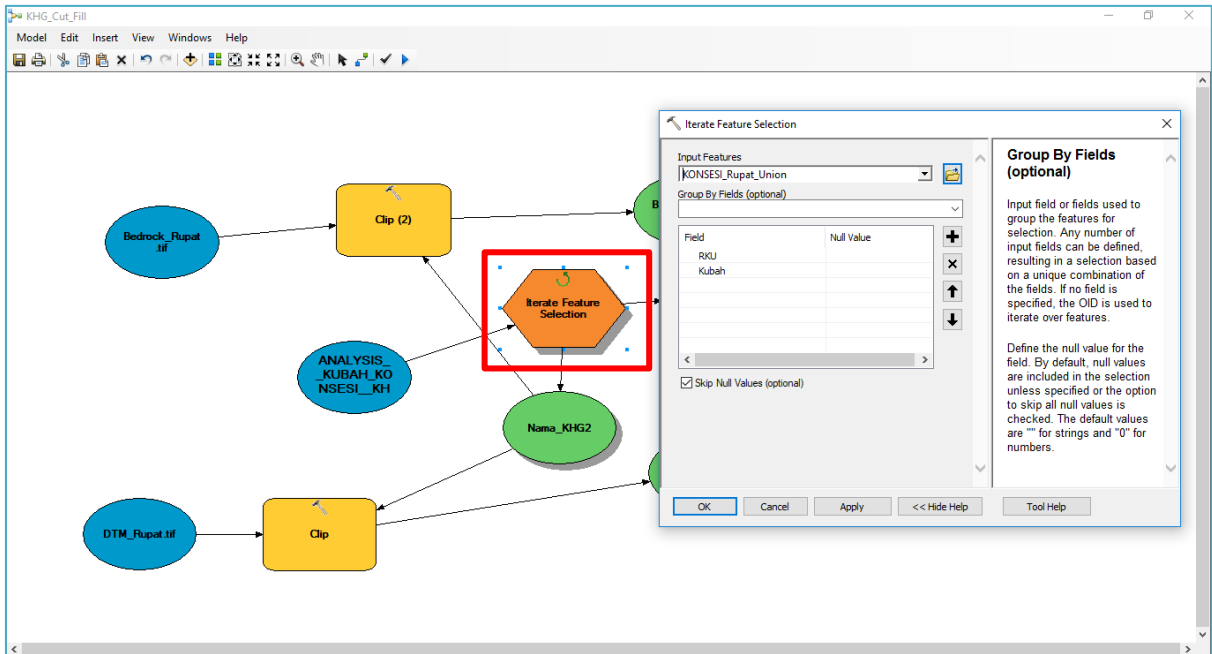 KHG_Cut_Fill
Model Edit Insert View Windows Help
Bedrock_Rupat
.tif
Clip (2)
B
Iterate Feature
Selection
ANALYSIS_
_KUBAH_KO
NSESI__KH
Nama_KHG2
DTM_Rupat.tif
Clip
Iterate Feature Selection
Input Features
KONSESI_Rupat_Union
Group By Fields (optional)
Field Null Value
RKU
Kubah
Skip Null Values (optional)
OK Cancel Apply << Hide Help Tool Help
Group By Fields
(optional)
Input field or fields used to
group the features for
selection. Any number of
input fields can be defined,
resulting in a selection based
on a unique combination of
the fields. If no field is
specified, the OID is used to
iterate over features.
Define the null value for the
field. By default, null values
are included in the selection
unless specified or the option
to skip all null values is
checked. The default values
are "" for strings and "0" for
numbers.